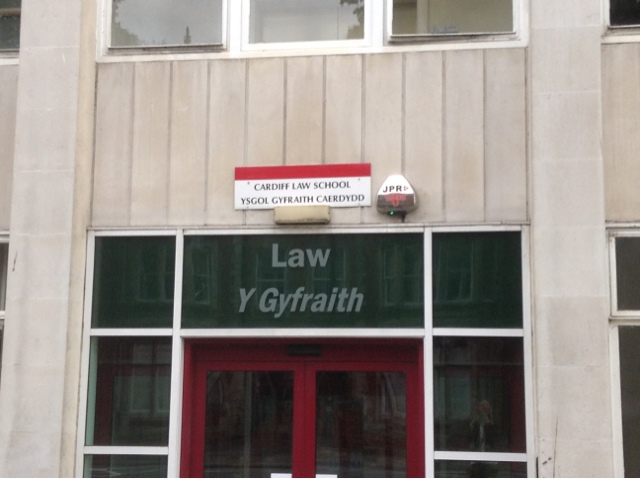 CARDIFF LAW SCHOOL
YSGOL GYFRAITH CAERDYDD
JPR
Law
Y Gyfraith